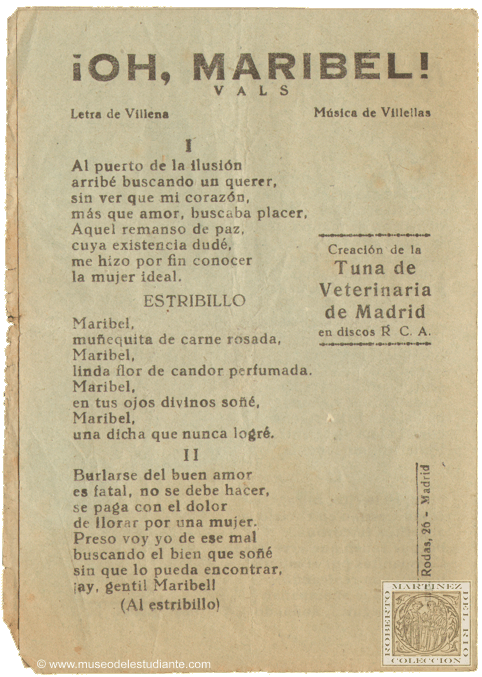 ¡OH, MARIBEL!
VALS
Letra de Villena
Música de Villellas
I
Al puerto de la ilusión
arribé buscando un querer,
sin ver que mi corazón,
más que amor, buscaba placer,
Aquel remanso de paz,
cuya existencia dudé,
me hizo por fin conocer
la mujer ideal.
ESTRIBILLO
Maribel,
muñequita de carne rosada,
Maribel,
linda flor de candor perfumada.
Maribel,
en tus ojos divinos soñé,
Maribel,
una dicha que nunca logré.
II
Burlarse del buen amor
es fatal, no se debe hacer,
se paga con el dolor
de llorar por una mujer.
Preso voy yo de ese mal
buscando el bien que soñé
sin que lo pueda encontrar,
¡ay, gentil Maribel!
(Al estribillo)
Creación de la
Tuna de
Veterinaria
de Madrid
en discos R C. A.
Rodas, 26 - Madrid
ROBERTO MARTINEZ DEL RIO
COLECCION
© www.museodelestudiante.com